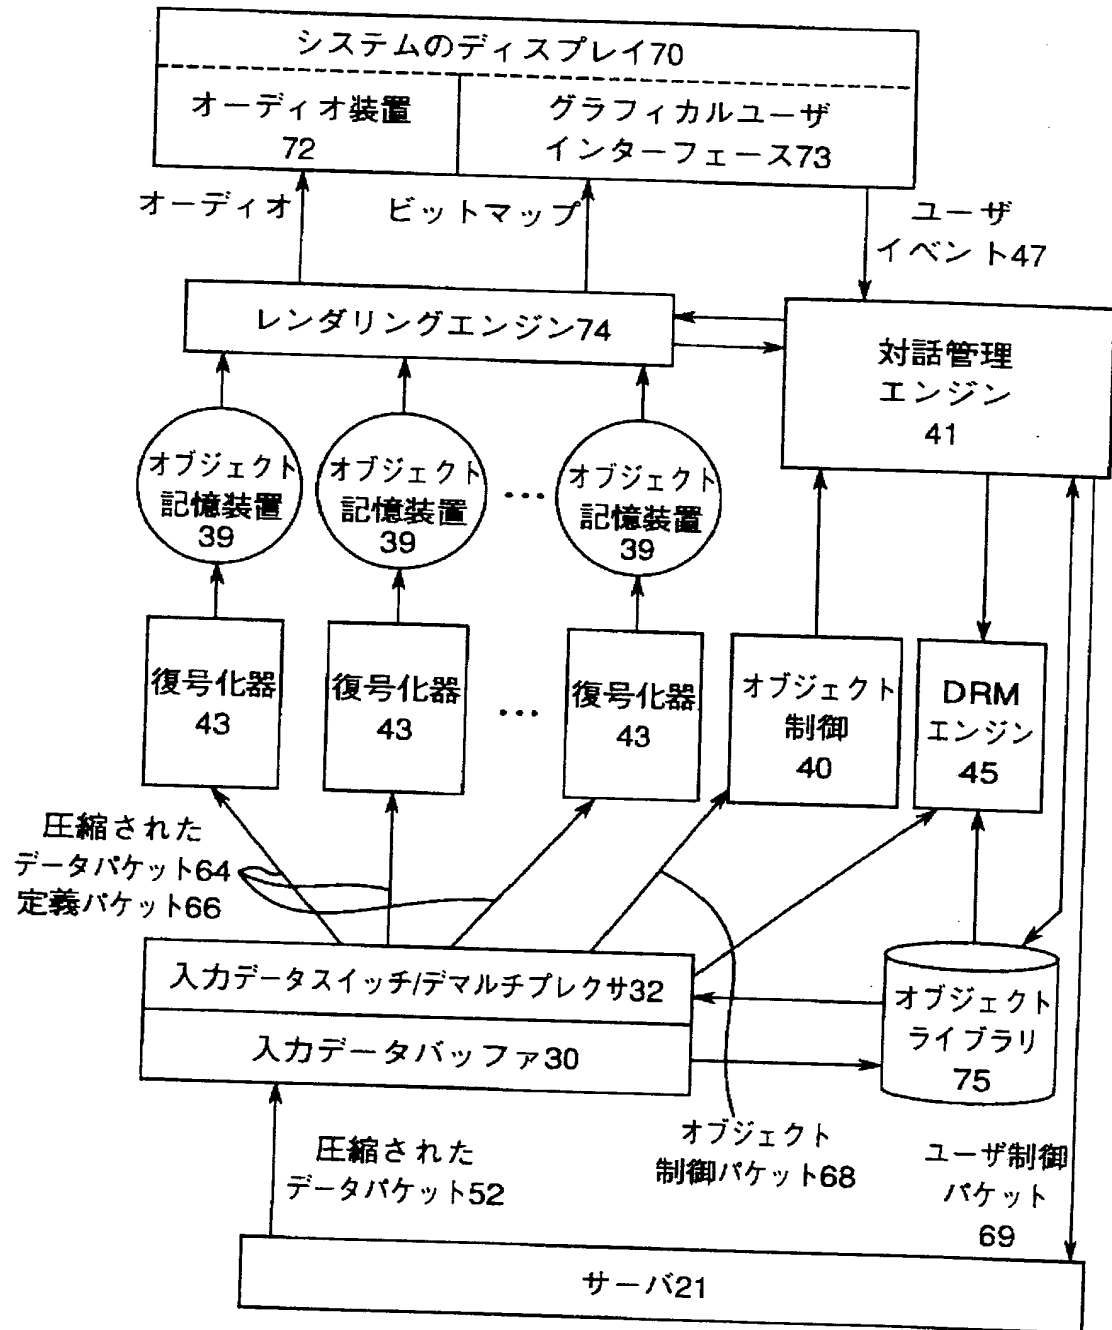 システムのディスプレイ70
オーディオ装置
72
グラフィカルユーザ
インターフェース73
オーディオ
ビットマップ
ユーザ
イベント47
レンダリングエンジン74
対話管理
エンジン
41
オブジェクト
記憶装置
39
オブジェクト
記憶装置
39
...
オブジェクト
記憶装置
39
復号化器
43
復号化器
43
...
復号化器
43
オブジェクト
制御
40
DRM
エンジン
45
圧縮された
データパケット64
定義パケット66
入力データスイッチ/デマルチプレクサ32
入力データバッファ30
オブジェクト
ライブラリ
75
圧縮された
データパケット52
オブジェクト
制御パケット68
ユーザ制御
パケット
69
サーバ21